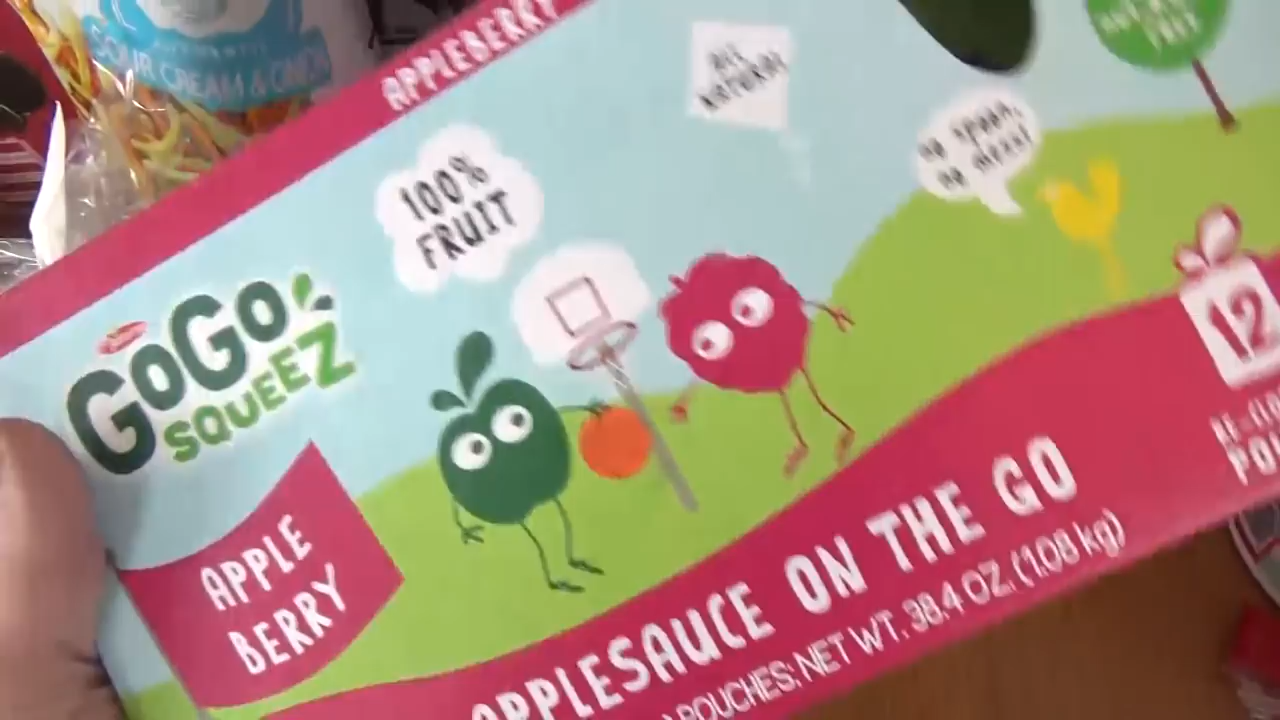 SOUR CREAM & ONION
APPLEBERRY
100%
FRUIT
ALL
NATURAL
NO SPOON,
NO MESS!
FREE
GoGo
SQUEEZ
APPLE
BERRY
12
APPLESAUCE ON THE GO
POUCHES; NET WT. 38.4 OZ. (1.08 kg)